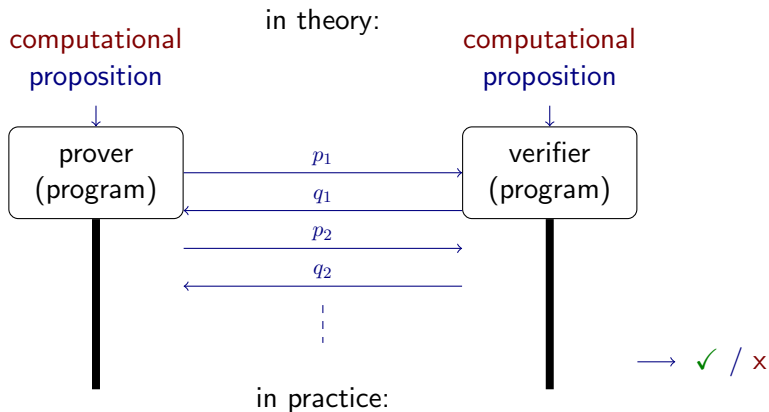 in theory:
computational
proposition
computational
proposition
prover
(program)
verifier
(program)
p₁
q₁
p₂
q₂
✓ / x
in practice: